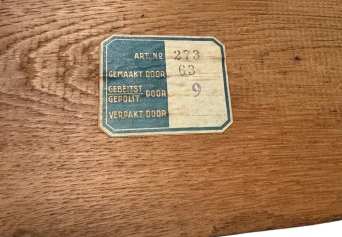 ART. No 273
GEMAAKT DOOR 63
GEBEITST
GEPOLIT. DOOR 9
VERPAKT DOOR